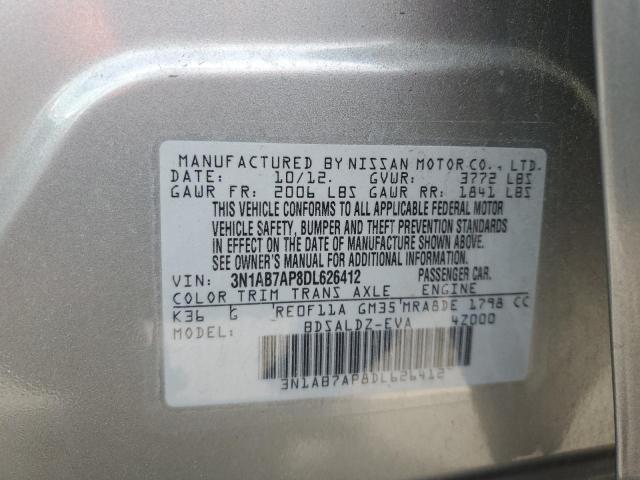 MANUFACTURED BY NISSAN MOTOR CO., LTD.
DATE: 10/12. GVWR: 3772 LBS
GAWR FR: 2006 LBS GAWR RR: 1841 LBS
THIS VEHICLE CONFORMS TO ALL APPLICABLE FEDERAL MOTOR
VEHICLE SAFETY, BUMPER AND THEFT PREVENTION STANDARDS
IN EFFECT ON THE DATE OF MANUFACTURE SHOWN ABOVE.
SEE OWNER'S MANUAL FOR ADDITIONAL INFORMATION.
VIN: 3N1AB7AP8DL626412 PASSENGER CAR.
COLOR TRIM TRANS AXLE ENGINE
K36 G RE0F11A GM35 MRA8DE 1798 CC
MODEL: BDSALDZ-EVA 4Z000
3N1AB7AP8DL626412